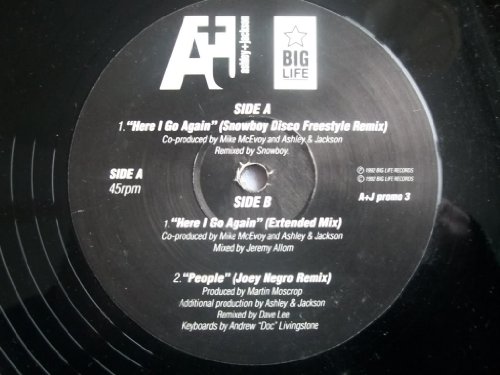 A+J
ashley+jackson
BIG
LIFE
SIDE A
1."Here I Go Again" (Snowboy Disco Freestyle Remix)
Co-produced by Mike McEvoy and Ashley & Jackson
Remixed by Snowboy.
SIDE A
45rpm
℗ 1992 BIG LIFE RECORDS
© 1992 BIG LIFE RECORDS
A+J promo 3
SIDE B
1."Here I Go Again" (Extended Mix)
Co-produced by Mike McEvoy and Ashley & Jackson
Mixed by Jeremy Allom
2."People" (Joey Negro Remix)
Produced by Martin Moscrop
Additional production by Ashley & Jackson
Remixed by Dave Lee
Keyboards by Andrew "Doc" Livingstone